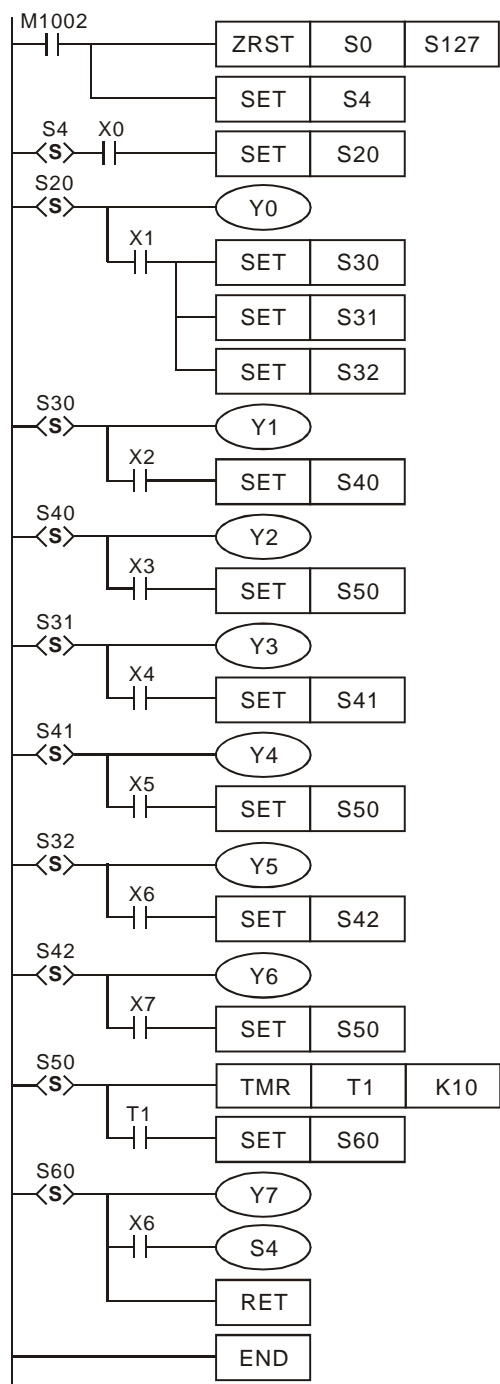 M1002
ZRST S0 S127
SET S4
S4 X0
S SET S20
S20
S Y0
X1
SET S30
SET S31
SET S32
S30
S Y1
X2
SET S40
S40
S Y2
X3
SET S50
S31
S Y3
X4
SET S41
S41
S Y4
X5
SET S50
S32
S Y5
X6
SET S42
S42
S Y6
X7
SET S50
S50
S TMR T1 K10
T1
SET S60
S60
S Y7
X6
S4
RET
END